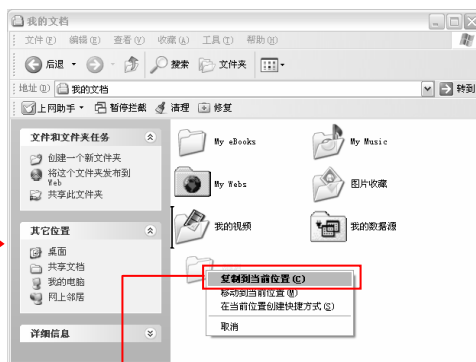 我的文档
文件(F) 编辑(E) 查看(V) 收藏(A) 工具(T) 帮助(H)
后退 搜索 文件夹
地址(D) 我的文档 转到
上网助手 暂停拦截 清理 修复
文件和文件夹任务
创建一个新文件夹
将这个文件夹发布到
Web
共享此文件夹
其它位置
桌面
共享文档
我的电脑
网上邻居
详细信息
My eBooks My Music
My Webs 图片收藏
我的视频 我的数据源
复制到当前位置(C)
移动到当前位置(M)
在当前位置创建快捷方式(S)
取消